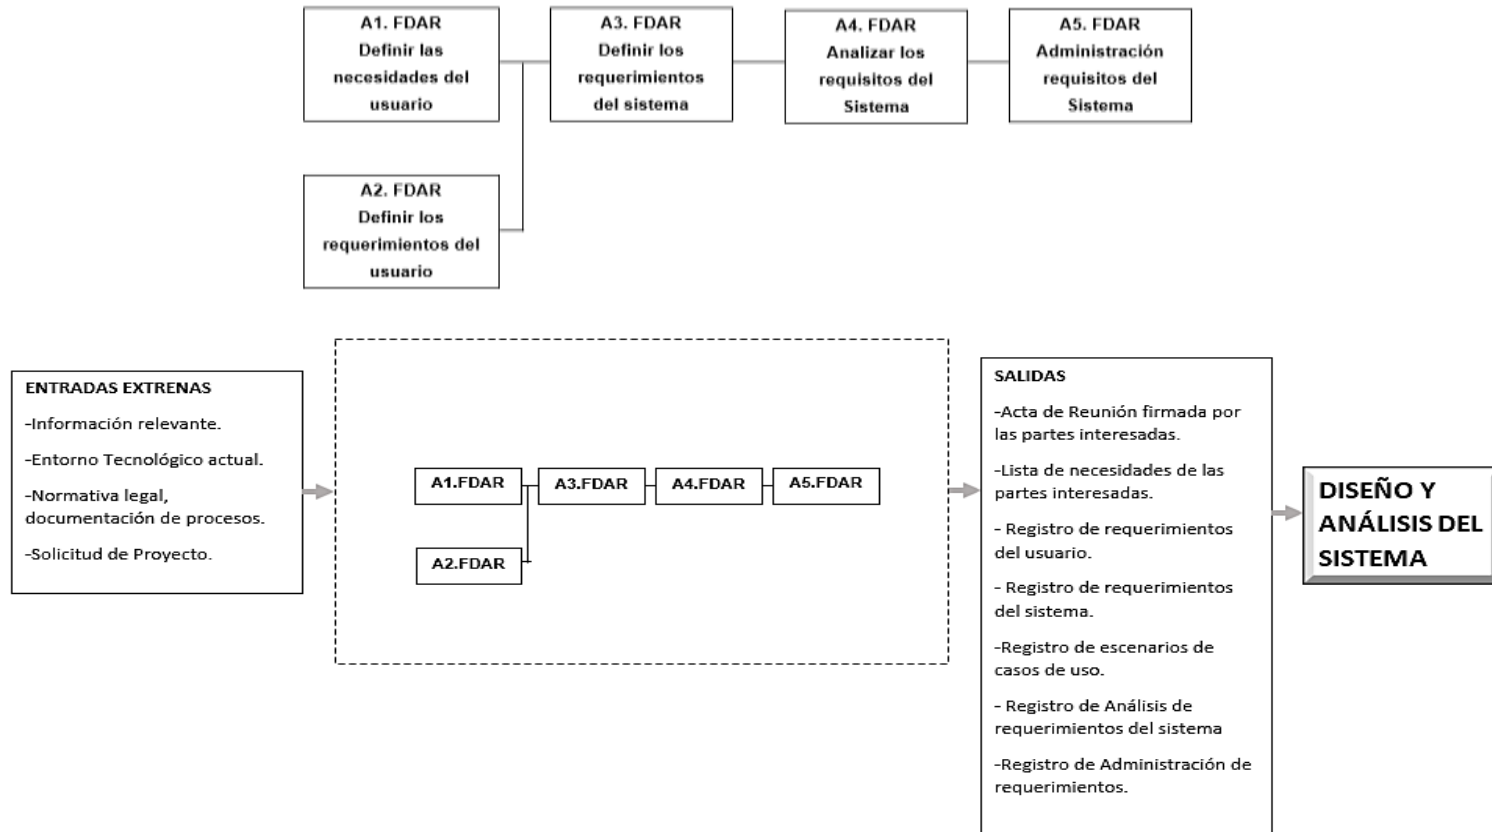 A1. FDAR
Definir las
necesidades del
usuario
A3. FDAR
Definir los
requerimientos
del sistema
A4. FDAR
Analizar los
requisitos del
Sistema
A5. FDAR
Administración
requisitos del
Sistema
A2. FDAR
Definir los
requerimientos del
usuario
ENTRADAS EXTRENAS
-Información relevante.
-Entorno Tecnológico actual.
-Normativa legal,
documentación de procesos.
-Solicitud de Proyecto.
A1.FDAR
A3.FDAR
A4.FDAR
A5.FDAR
A2.FDAR
SALIDAS
-Acta de Reunión firmada por
las partes interesadas.
-Lista de necesidades de las
partes interesadas.
- Registro de requerimientos
del usuario.
- Registro de requerimientos
del sistema.
-Registro de escenarios de
casos de uso.
- Registro de Análisis de
requerimientos del sistema
-Registro de Administración de
requerimientos.
DISEÑO Y
ANÁLISIS DEL
SISTEMA